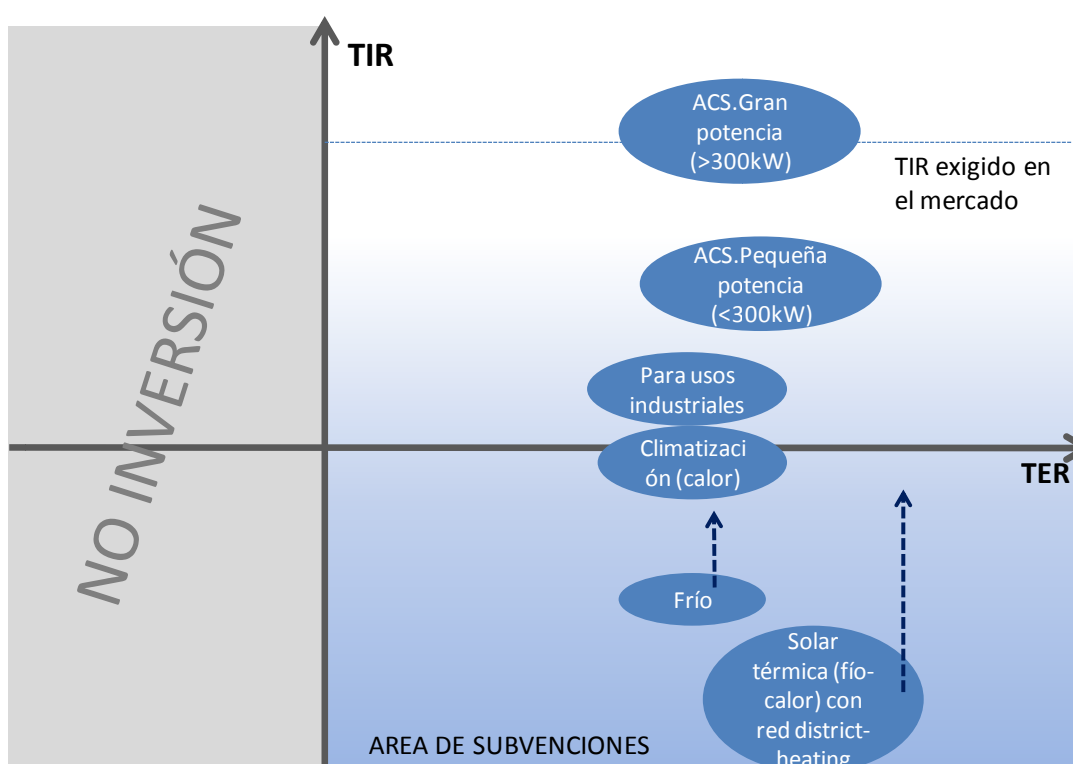 TIR
ACS.Gran
potencia
(>300kW)
TIR exigido en
el mercado
ACS.Pequeña
potencia
(<300kW)
NO INVERSIÓN
Para usos
industriales
Climatizaci
ón (calor)
TER
Frío
Solar
térmica (fío-
calor) con
red district-
heating
AREA DE SUBVENCIONES